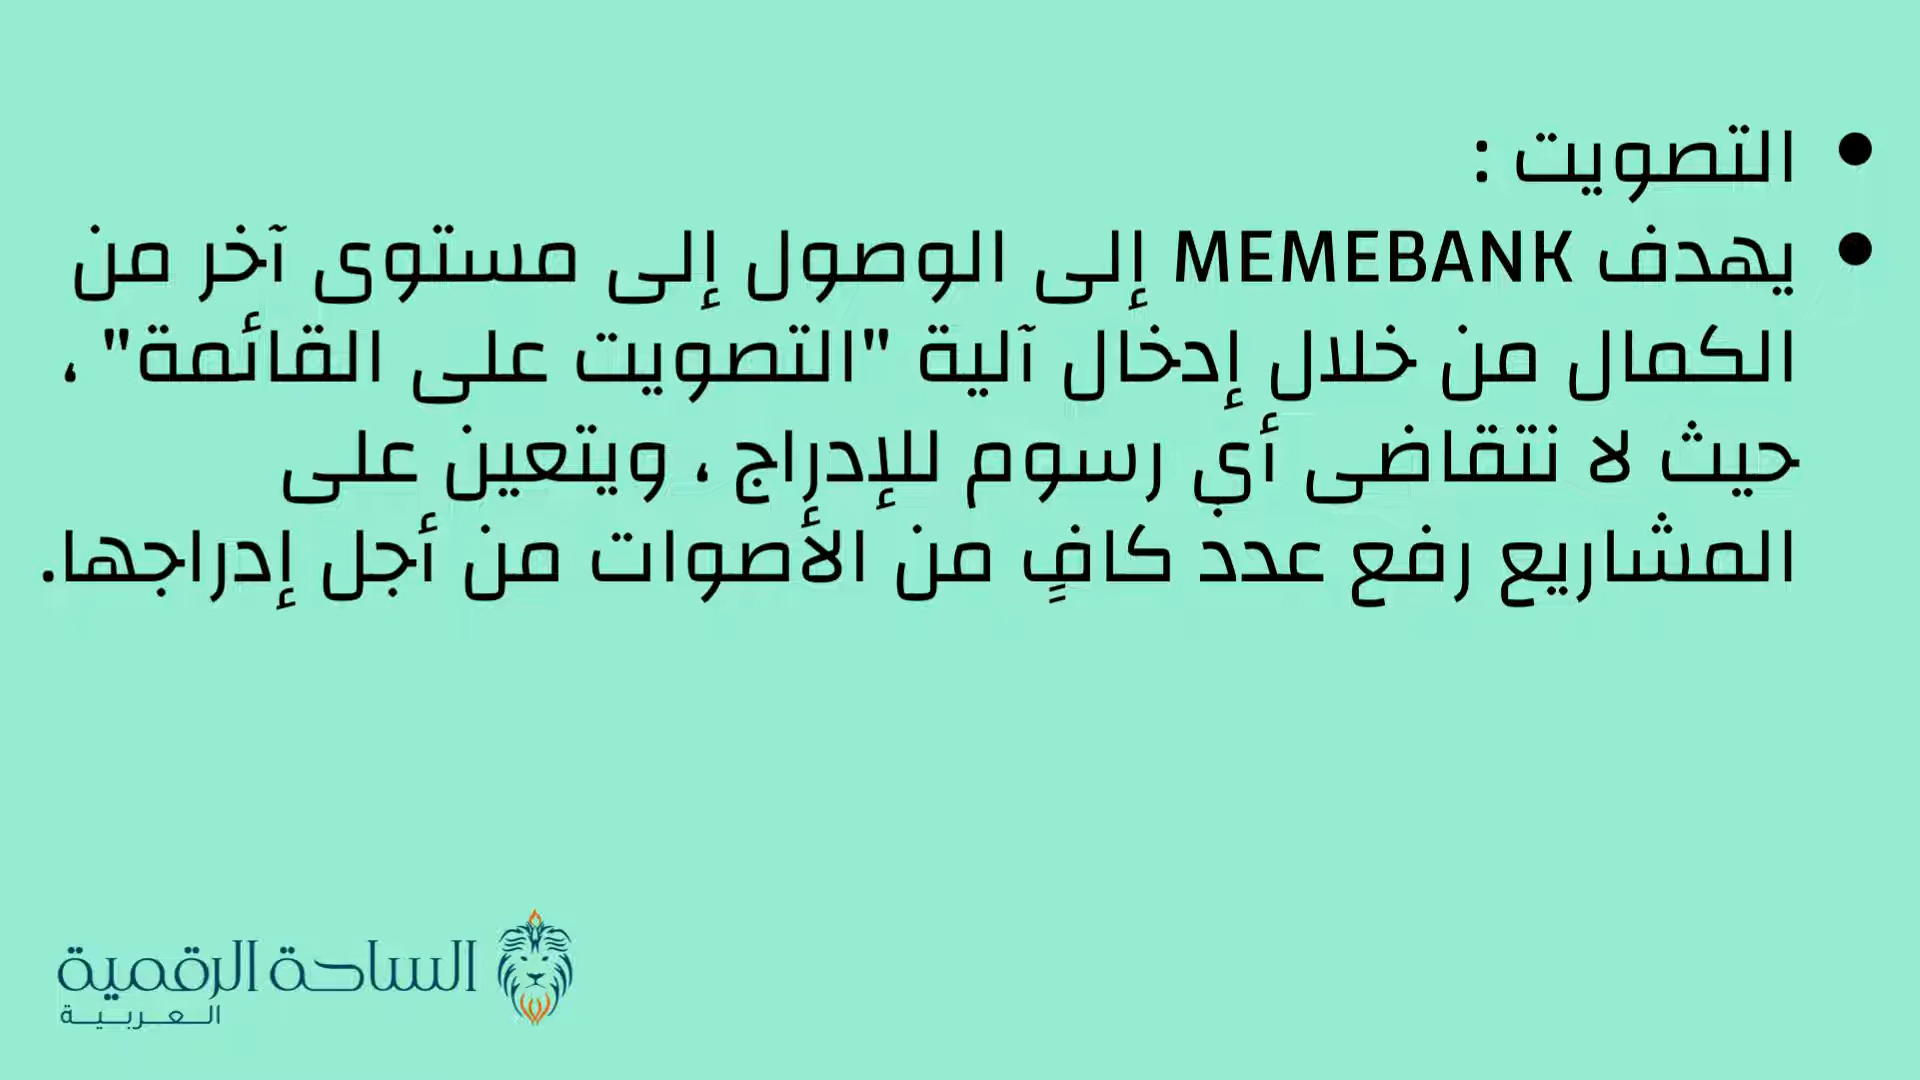 • التصويت :
• يهدف MEMEBANK إلى الوصول إلى مستوى آخر من
الكمال من خلال إدخال آلية "التصويت على القائمة" ،
حيث لا نتقاضى أي رسوم للإدراج ، ويتعين على
المشاريع رفع عدد كافٍ من الأصوات من أجل إدراجها.
الساحة الرقمية
العربية